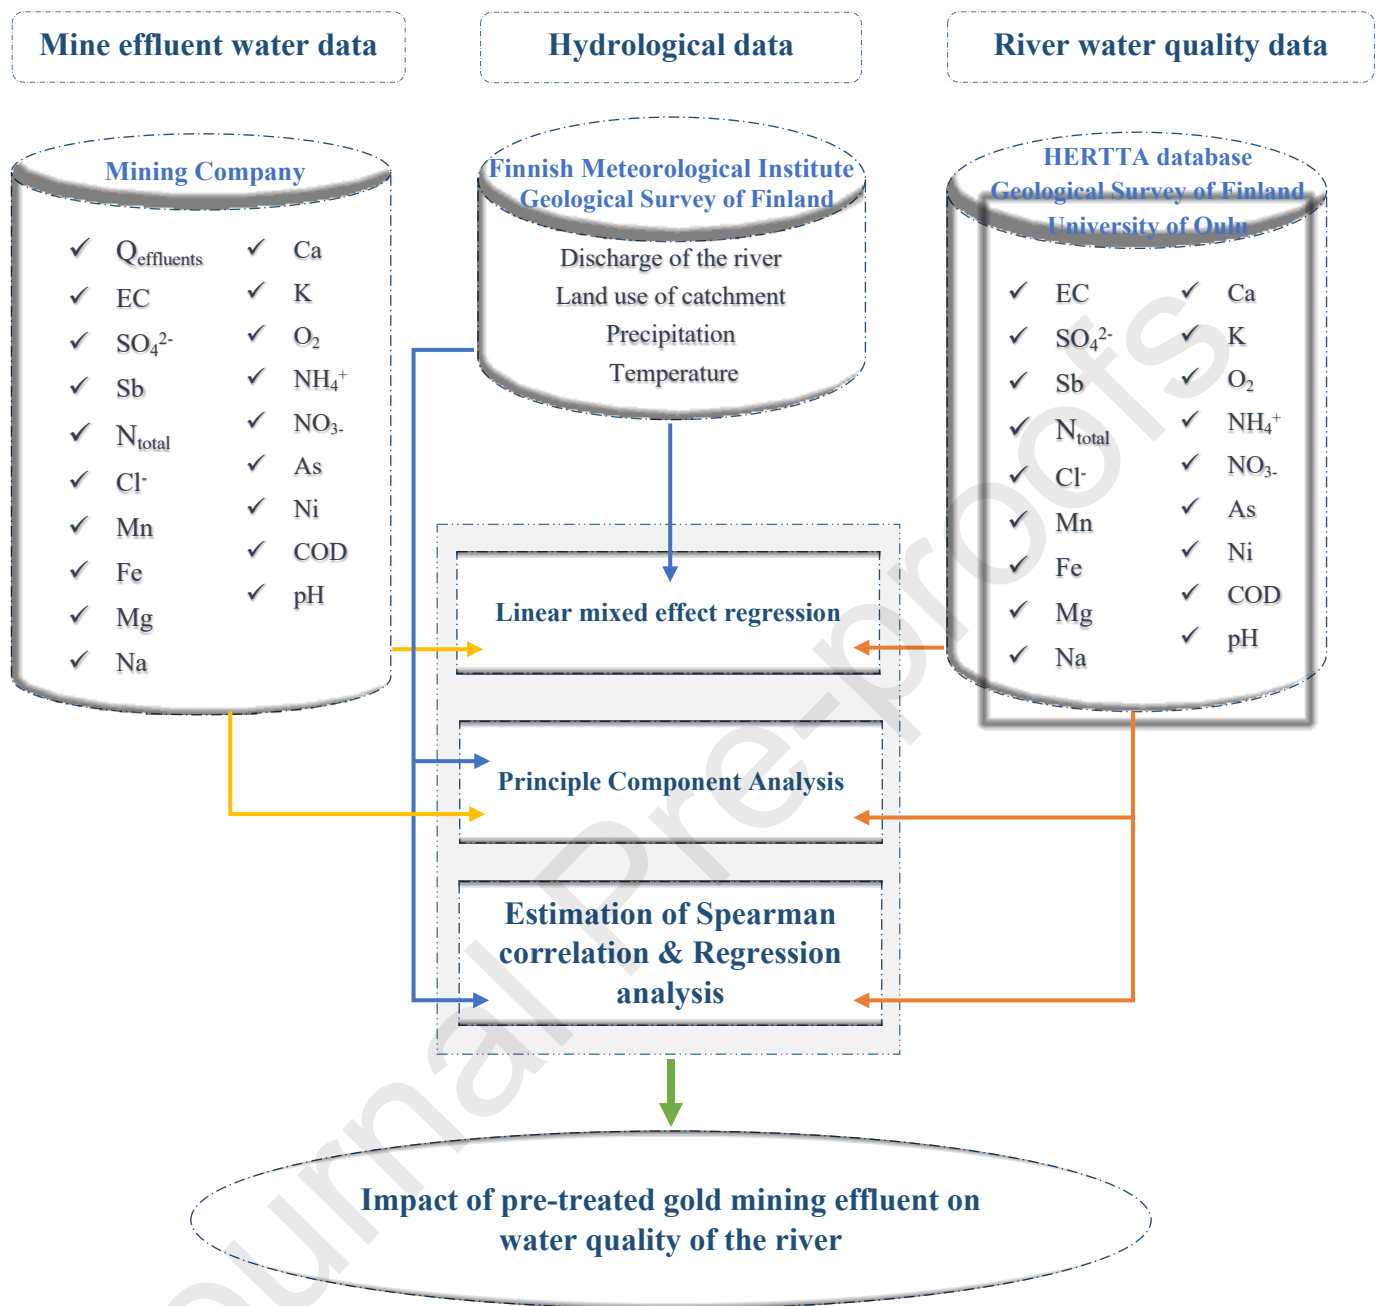 Mine effluent water data
Hydrological data
River water quality data
Mining Company
✓ Q_effluents
✓ EC
✓ SO₄²⁻
✓ Sb
✓ N_total
✓ Cl⁻
✓ Mn
✓ Fe
✓ Mg
✓ Na
✓ Ca
✓ K
✓ O₂
✓ NH₄⁺
✓ NO₃₋
✓ As
✓ Ni
✓ COD
✓ pH
Finnish Meteorological Institute
Geological Survey of Finland
Discharge of the river
Land use of catchment
Precipitation
Temperature
HERTTA database
Geological Survey of Finland
University of Oulu
✓ EC
✓ SO₄²⁻
✓ Sb
✓ N_total
✓ Cl⁻
✓ Mn
✓ Fe
✓ Mg
✓ Na
✓ Ca
✓ K
✓ O₂
✓ NH₄⁺
✓ NO₃₋
✓ As
✓ Ni
✓ COD
✓ pH
Linear mixed effect regression
Principle Component Analysis
Estimation of Spearman
correlation & Regression
analysis
Impact of pre-treated gold mining effluent on
water quality of the river
ournal Pre-proofs